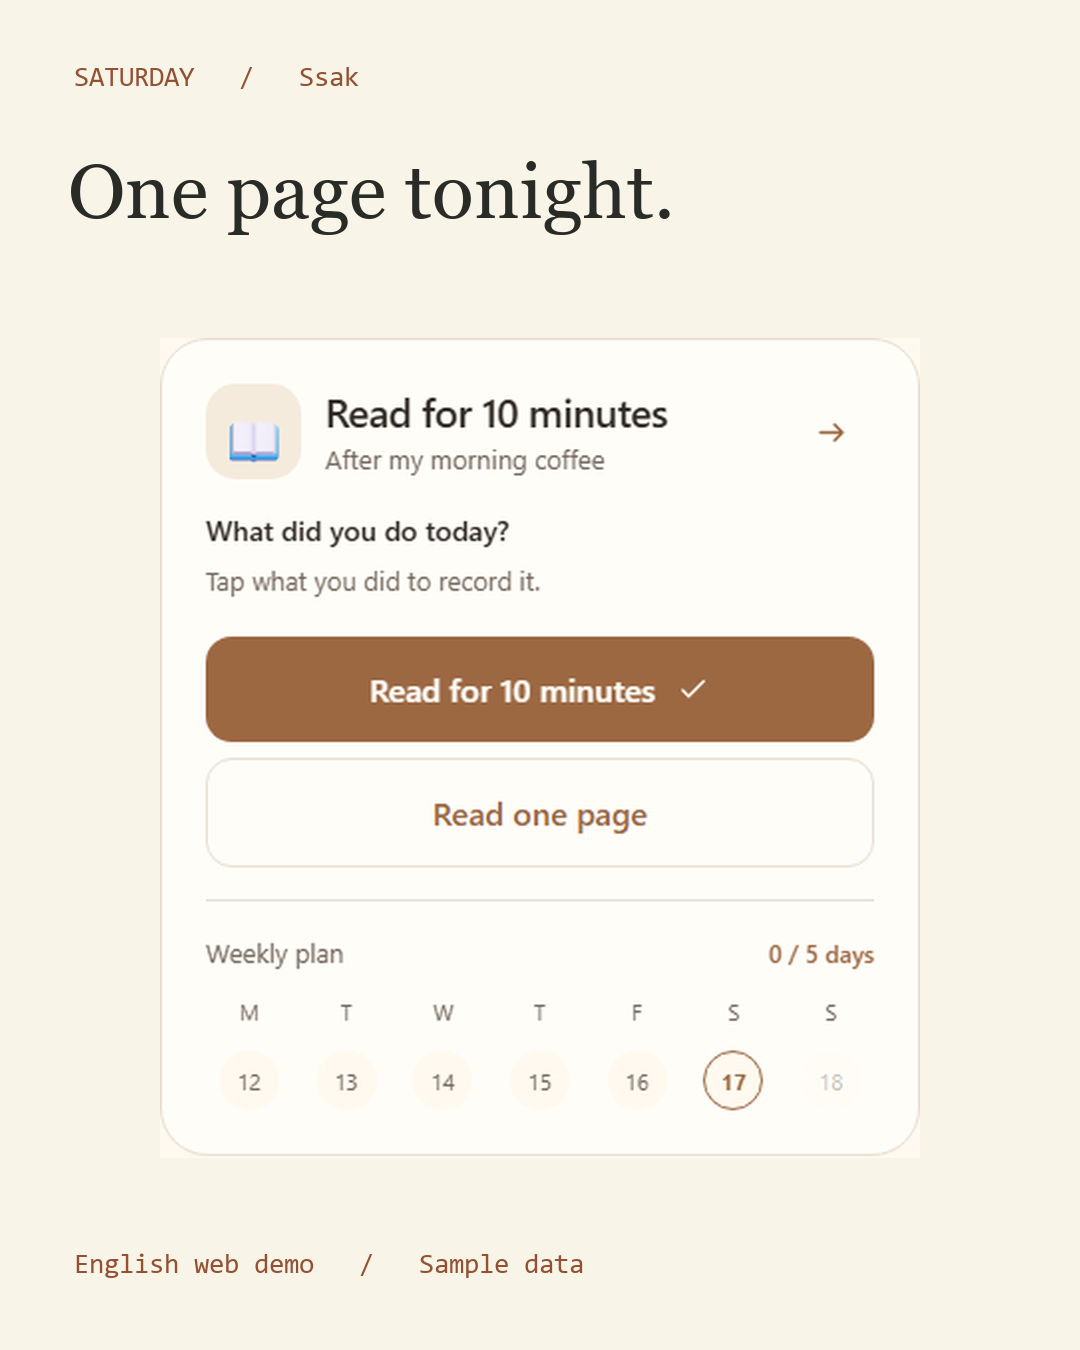 SATURDAY / Ssak
One page tonight.
Read for 10 minutes
After my morning coffee
What did you do today?
Tap what you did to record it.
Read for 10 minutes ✓
Read one page
Weekly plan 0 / 5 days
M T W T F S S
12 13 14 15 16 17 18
English web demo / Sample data